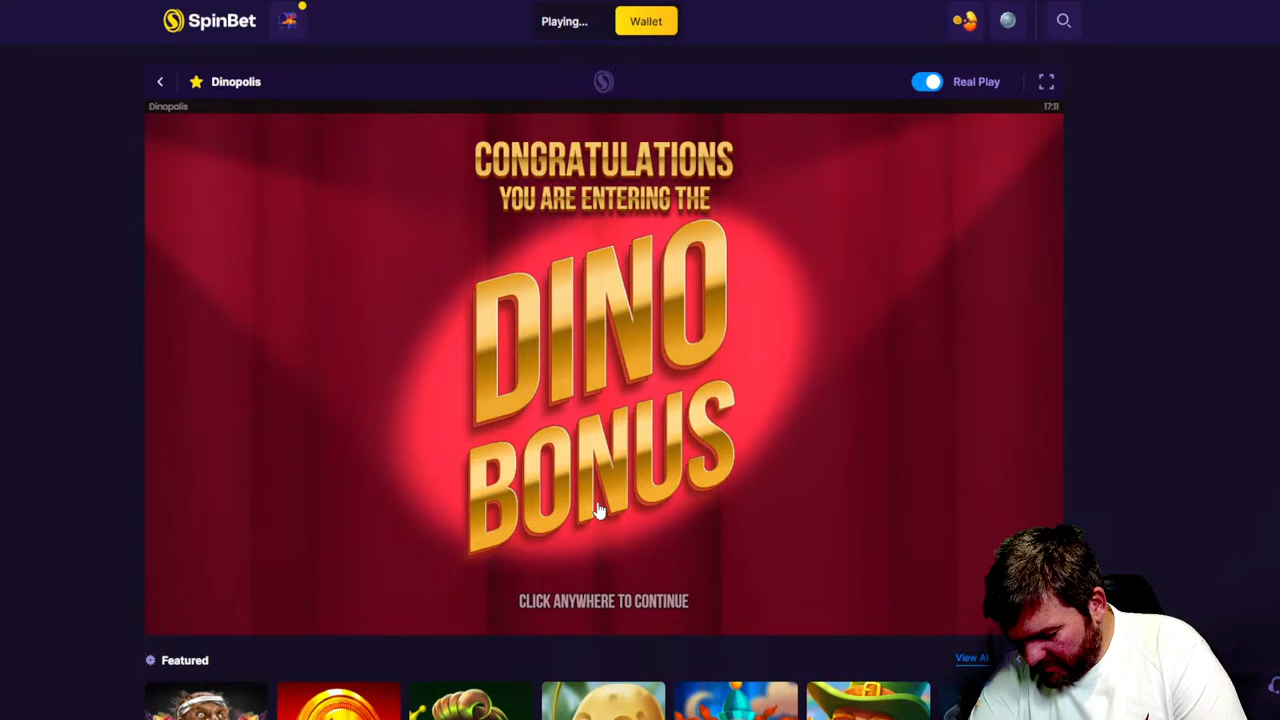 SpinBet
Playing...
Wallet
Dinopolis
Real Play
Dinopolis
17:11
CONGRATULATIONS
YOU ARE ENTERING THE
DINO
BONUS
CLICK ANYWHERE TO CONTINUE
Featured
View